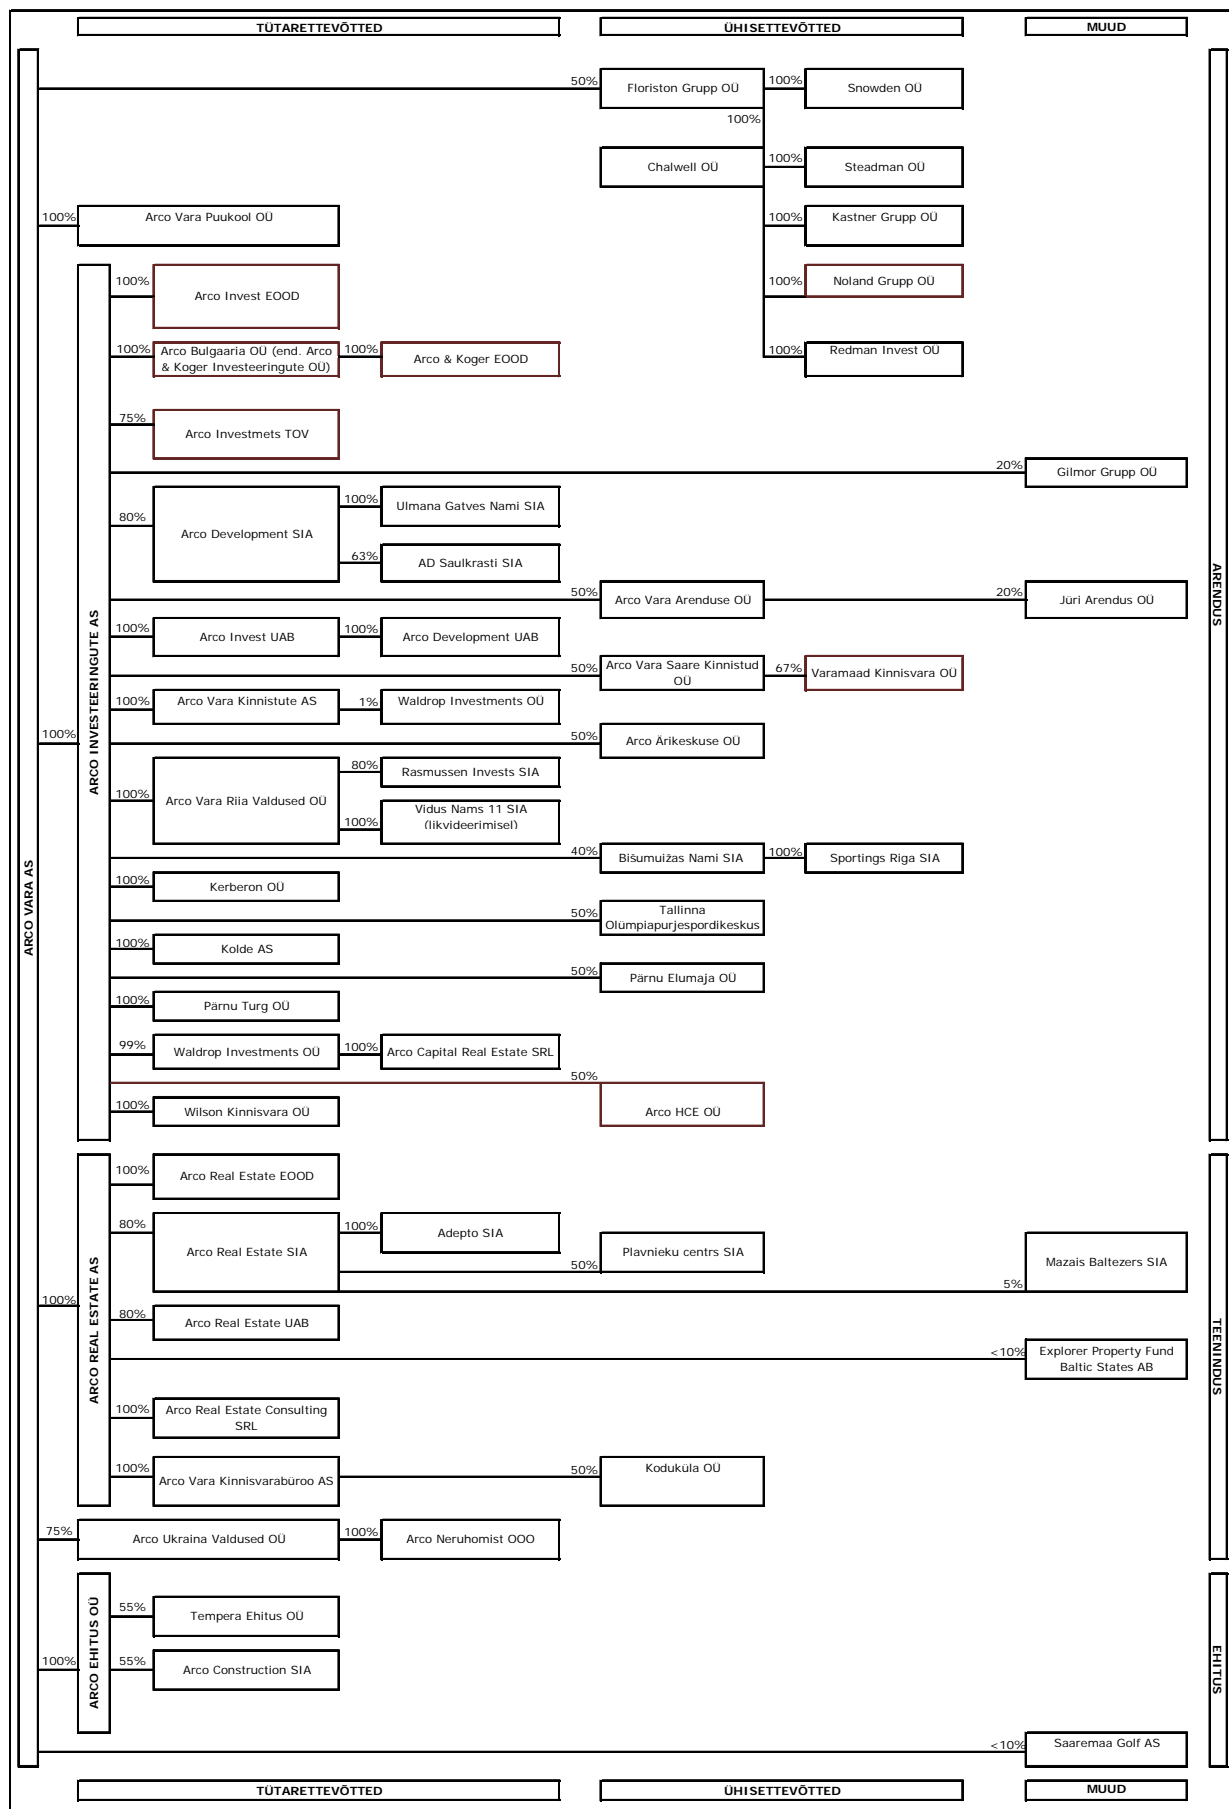 TÜTARETTEVÕTTED ÜHISETTEVÕTTED MUUD
50% Floriston Grupp OÜ 100% Snowden OÜ
100%
Chalwell OÜ 100% Steadman OÜ
100% Arco Vara Puukool OÜ 100% Kastner Grupp OÜ
100% Arco Invest EOOD 100% Noland Grupp OÜ
100% Arco Bulgaaria OÜ (end. Arco
& Koger Investeeringute OÜ) 100% Arco & Koger EOOD 100% Redman Invest OÜ
75% Arco Investmets TOV
20% Gilmor Grupp OÜ
80% Arco Development SIA 100% Ulmana Gatves Nami SIA
63% AD Saulkrasti SIA
50% Arco Vara Arenduse OÜ 20% Jüri Arendus OÜ
100% Arco Invest UAB 100% Arco Development UAB
50% Arco Vara Saare Kinnistud
OÜ 67% Varamaad Kinnisvara OÜ
100% Arco Vara Kinnistute AS 1% Waldrop Investments OÜ
50% Arco Ärikeskuse OÜ
100% Arco Vara Riia Valdused OÜ 80% Rasmussen Invests SIA
100% Vidus Nams 11 SIA
(likvideerimisel)
40% Bišumuižas Nami SIA 100% Sportings Riga SIA
100% Kerberon OÜ
50% Tallinna
Olümpiapurjespordikeskus
100% Kolde AS
50% Pärnu Elumaja OÜ
100% Pärnu Turg OÜ
99% Waldrop Investments OÜ 100% Arco Capital Real Estate SRL
50% Arco HCE OÜ
100% Wilson Kinnisvara OÜ
100% ARCO INVESTEERINGUTE AS
ARCO VARA AS
ARENDUS
100% Arco Real Estate EOOD
80% Arco Real Estate SIA 100% Adepto SIA
50% Plavnieku centrs SIA
5% Mazais Baltezers SIA
100% ARCO REAL ESTATE AS
80% Arco Real Estate UAB
<10% Explorer Property Fund
Baltic States AB
100% Arco Real Estate Consulting
SRL
100% Arco Vara Kinnisvarabüroo AS 50% Koduküla OÜ
75% Arco Ukraina Valdused OÜ 100% Arco Neruhomist OOO
TEENINDUS
55% Tempera Ehitus OÜ
100% ARCO EHITUS OÜ
55% Arco Construction SIA
EHITUS
<10% Saaremaa Golf AS
TÜTARETTEVÕTTED ÜHISETTEVÕTTED MUUD